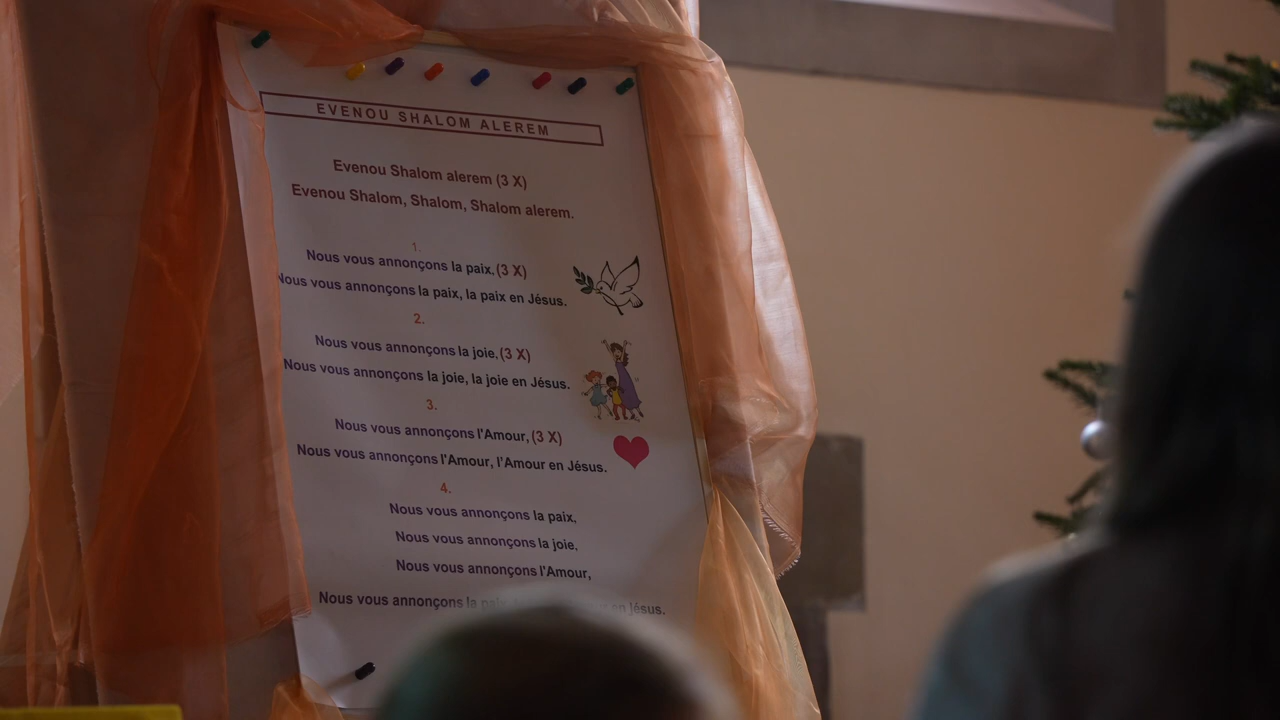 EVENOU SHALOM ALEREM
Evenou Shalom alerem (3 X)
Evenou Shalom, Shalom, Shalom alerem.
1.
Nous vous annonçons la paix,(3 X)
Nous vous annonçons la paix, la paix en Jésus.
2.
Nous vous annonçons la joie,(3 X)
Nous vous annonçons la joie, la joie en Jésus.
3.
Nous vous annonçons l'Amour,(3 X)
Nous vous annonçons l'Amour, l'Amour en Jésus.
4.
Nous vous annonçons la paix,
Nous vous annonçons la joie,
Nous vous annonçons l'Amour,
Nous vous annonçons la paix en Jésus.